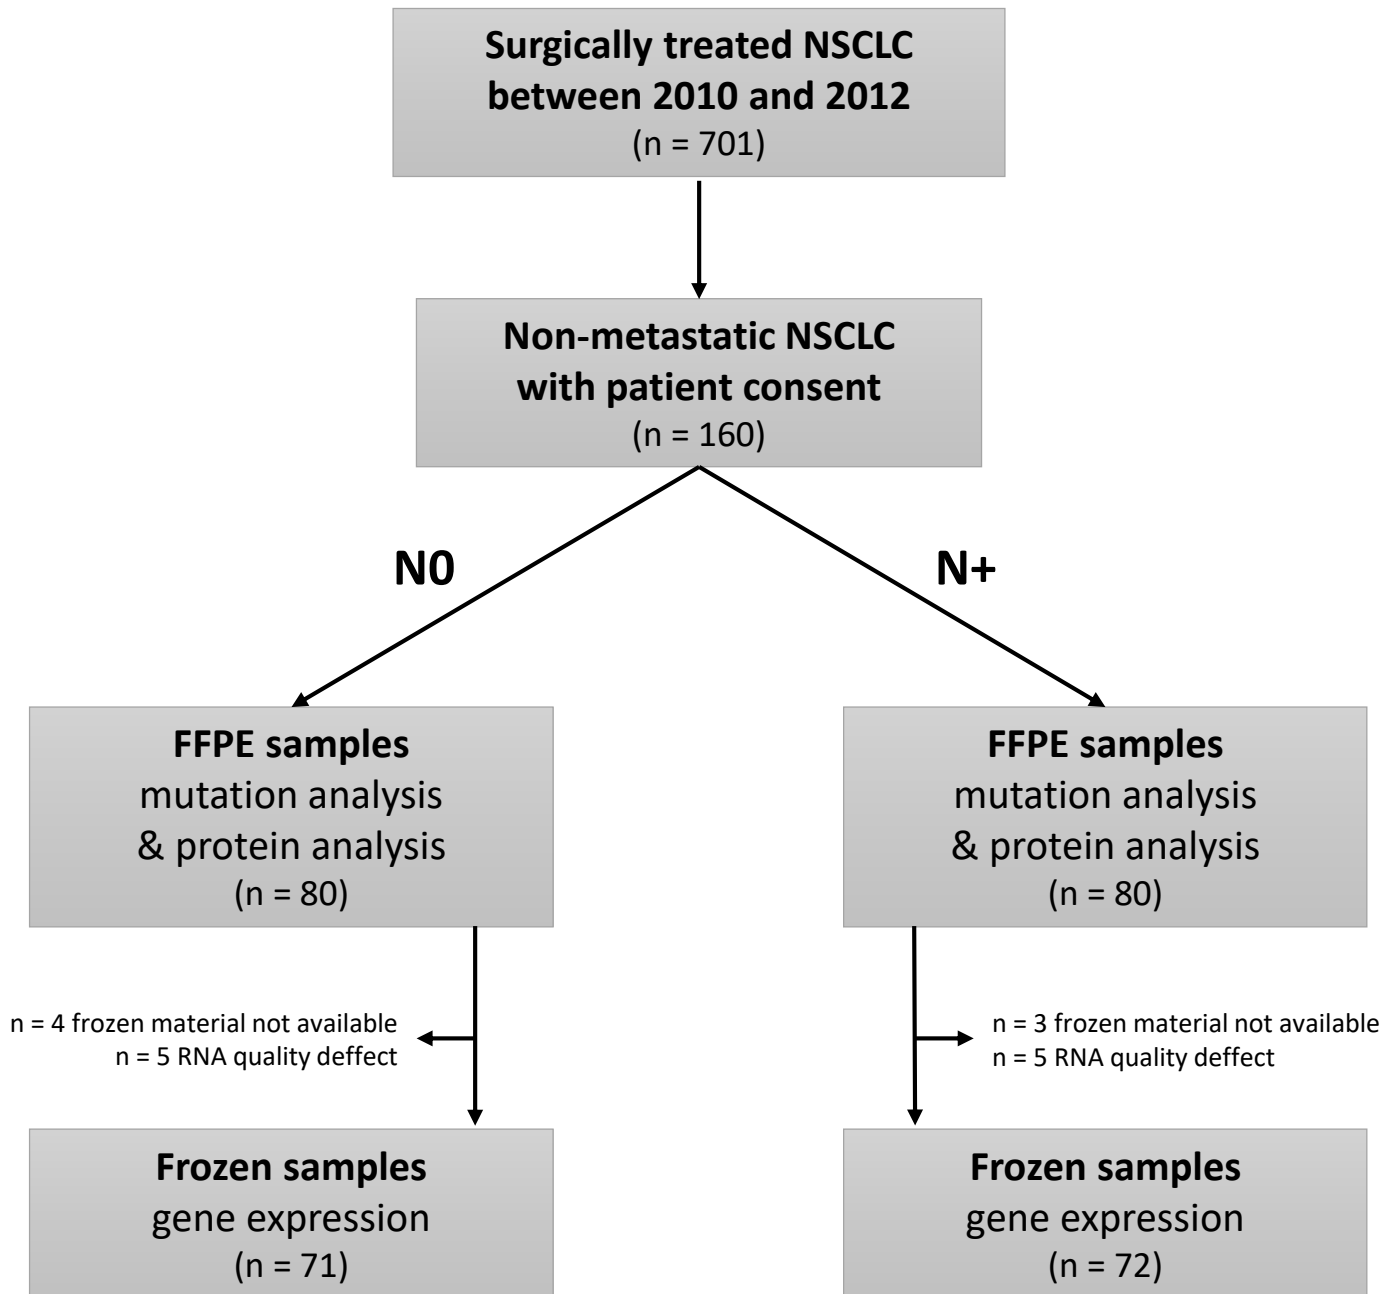 Surgically treated NSCLC
between 2010 and 2012
(n = 701)
Non-metastatic NSCLC
with patient consent
(n = 160)
N0
N+
FFPE samples
mutation analysis
& protein analysis
(n = 80)
FFPE samples
mutation analysis
& protein analysis
(n = 80)
n = 4 frozen material not available
n = 5 RNA quality deffect
n = 3 frozen material not available
n = 5 RNA quality deffect
Frozen samples
gene expression
(n = 71)
Frozen samples
gene expression
(n = 72)